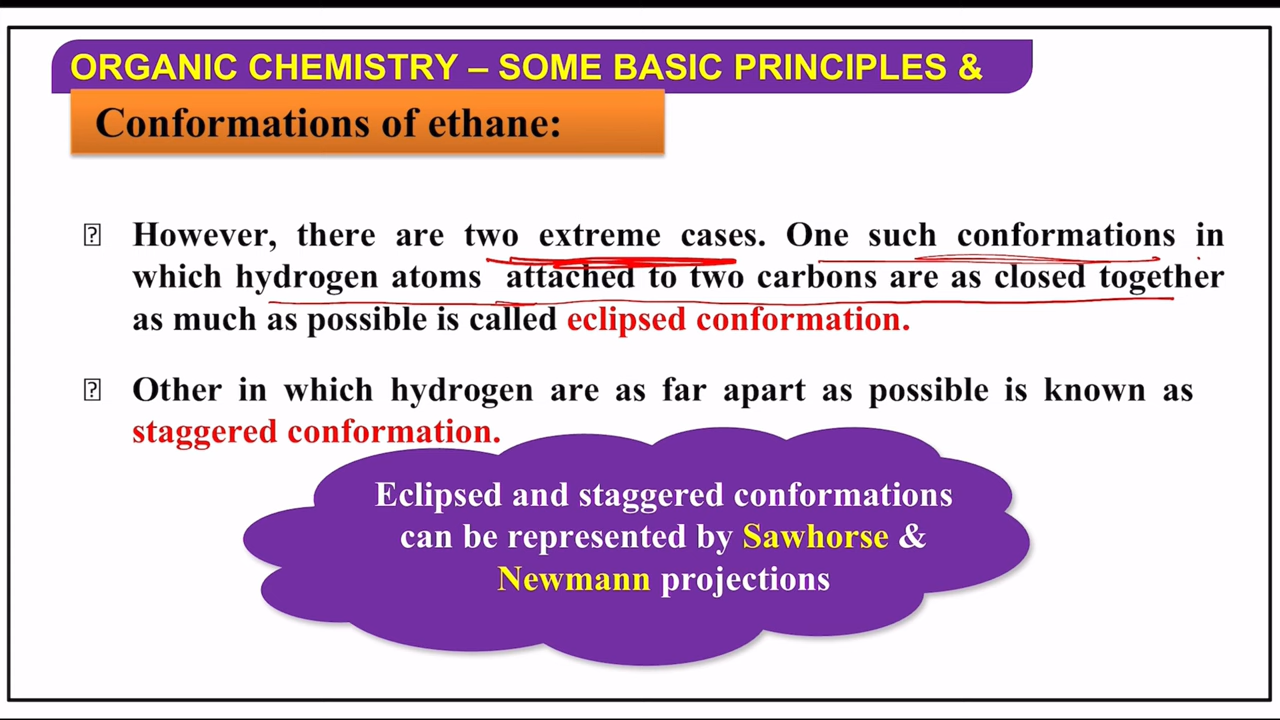 ORGANIC CHEMISTRY – SOME BASIC PRINCIPLES &
Conformations of ethane:
However, there are two extreme cases. One such conformations in
which hydrogen atoms attached to two carbons are as closed together
as much as possible is called eclipsed conformation.
Other in which hydrogen are as far apart as possible is known as
staggered conformation.
Eclipsed and staggered conformations
can be represented by Sawhorse &
Newmann projections